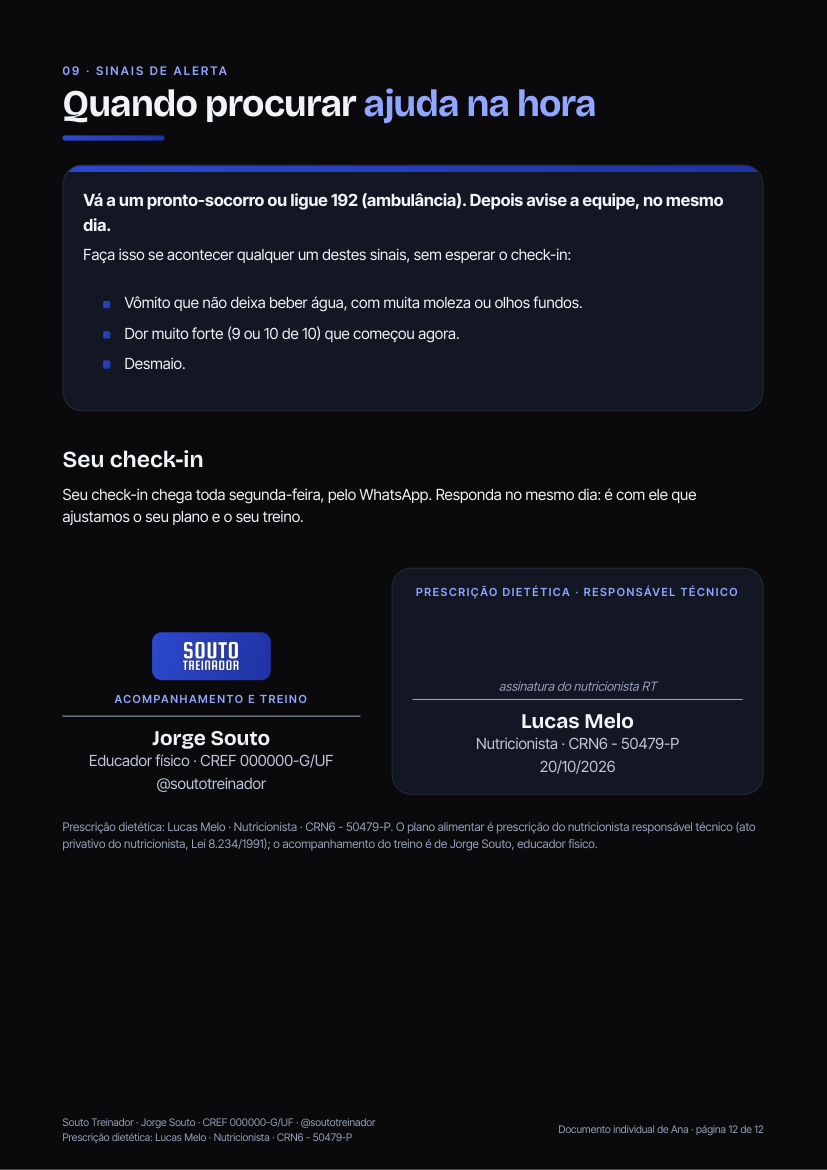 09 · SINAIS DE ALERTA
Quando procurar ajuda na hora
Vá a um pronto-socorro ou ligue 192 (ambulância). Depois avise a equipe, no mesmo
dia.
Faça isso se acontecer qualquer um destes sinais, sem esperar o check-in:
Vômito que não deixa beber água, com muita moleza ou olhos fundos.
Dor muito forte (9 ou 10 de 10) que começou agora.
Desmaio.
Seu check-in
Seu check-in chega toda segunda-feira, pelo WhatsApp. Responda no mesmo dia: é com ele que
ajustamos o seu plano e o seu treino.
SOUTO
TREINADOR
ACOMPANHAMENTO E TREINO
Jorge Souto
Educador físico · CREF 000000-G/UF
@soutotreinador
PRESCRIÇÃO DIETÉTICA · RESPONSÁVEL TÉCNICO
assinatura do nutricionista RT
Lucas Melo
Nutricionista · CRN6 - 50479-P
20/10/2026
Prescrição dietética: Lucas Melo · Nutricionista · CRN6 - 50479-P. O plano alimentar é prescrição do nutricionista responsável técnico (ato
privativo do nutricionista, Lei 8.234/1991); o acompanhamento do treino é de Jorge Souto, educador físico.
Souto Treinador · Jorge Souto · CREF 000000-G/UF · @soutotreinador
Prescrição dietética: Lucas Melo · Nutricionista · CRN6 - 50479-P
Documento individual de Ana · página 12 de 12